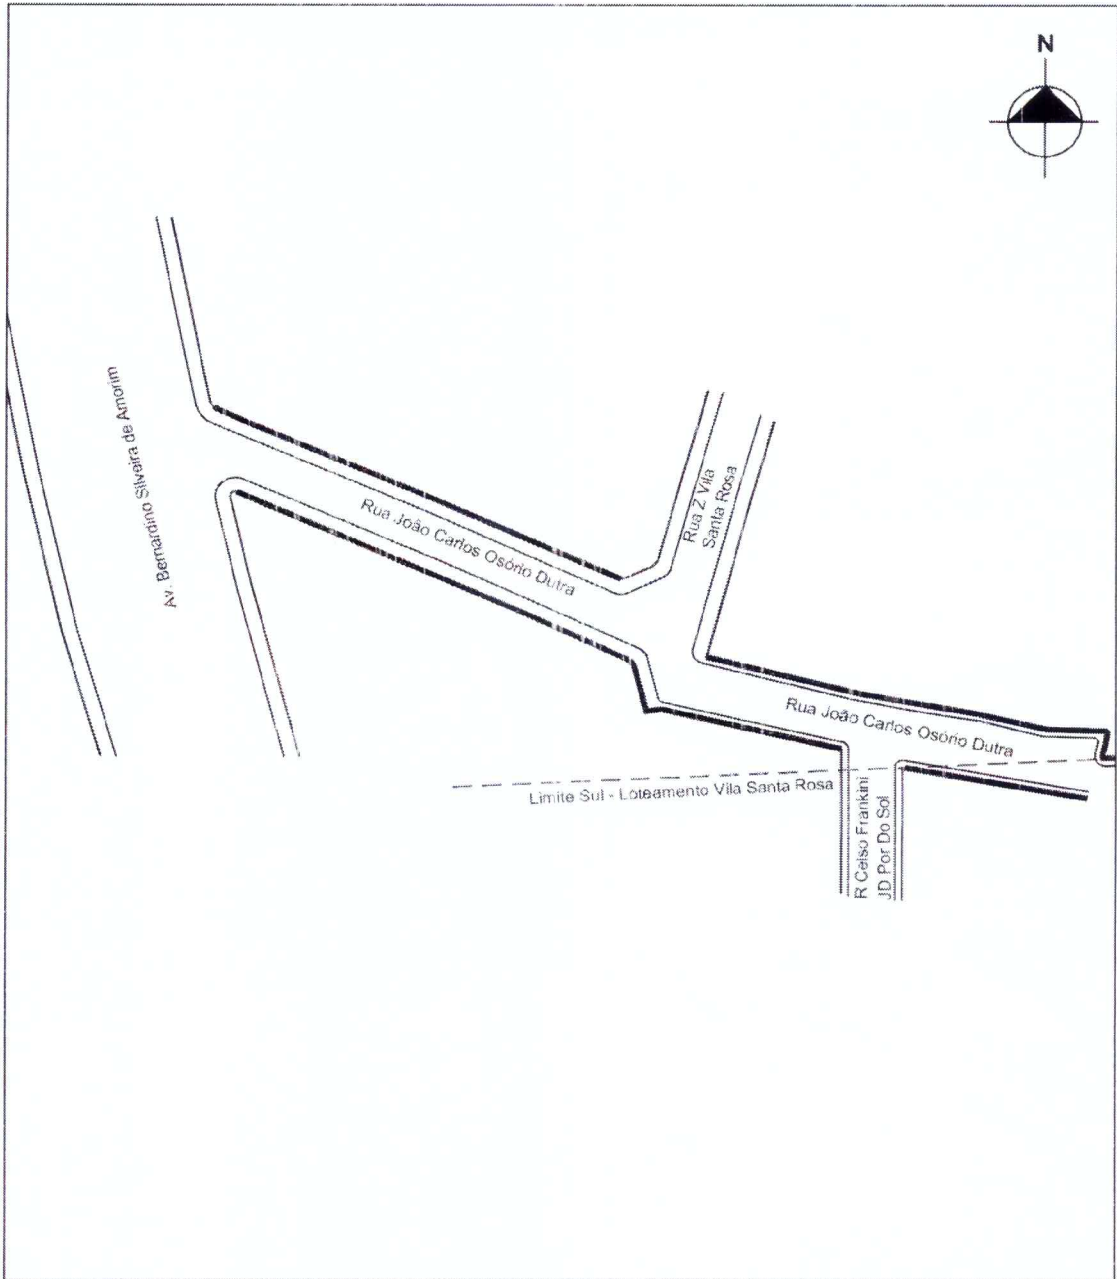 N
Av. Bernardino Silveira de Amorim
Rua João Carlos Osório Dutra
Rua Z Vila
Santa Rosa
Rua João Carlos Osório Dutra
Limite Sul - Loteamento Vila Santa Rosa
R Celso Frankini
JD Por Do Sol